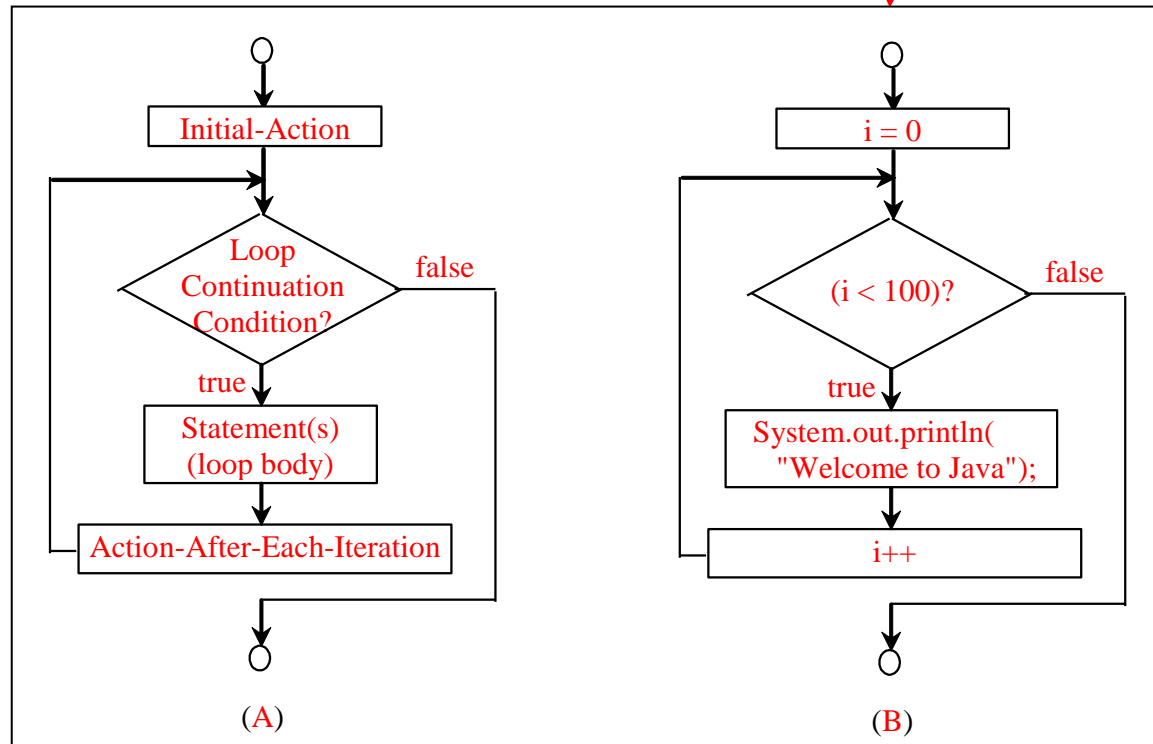 Initial-Action
Loop
Continuation
Condition?
false
true
Statement(s)
(loop body)
Action-After-Each-Iteration
(A)
i = 0
(i < 100)?
false
true
System.out.println(
"Welcome to Java");
i++
(B)